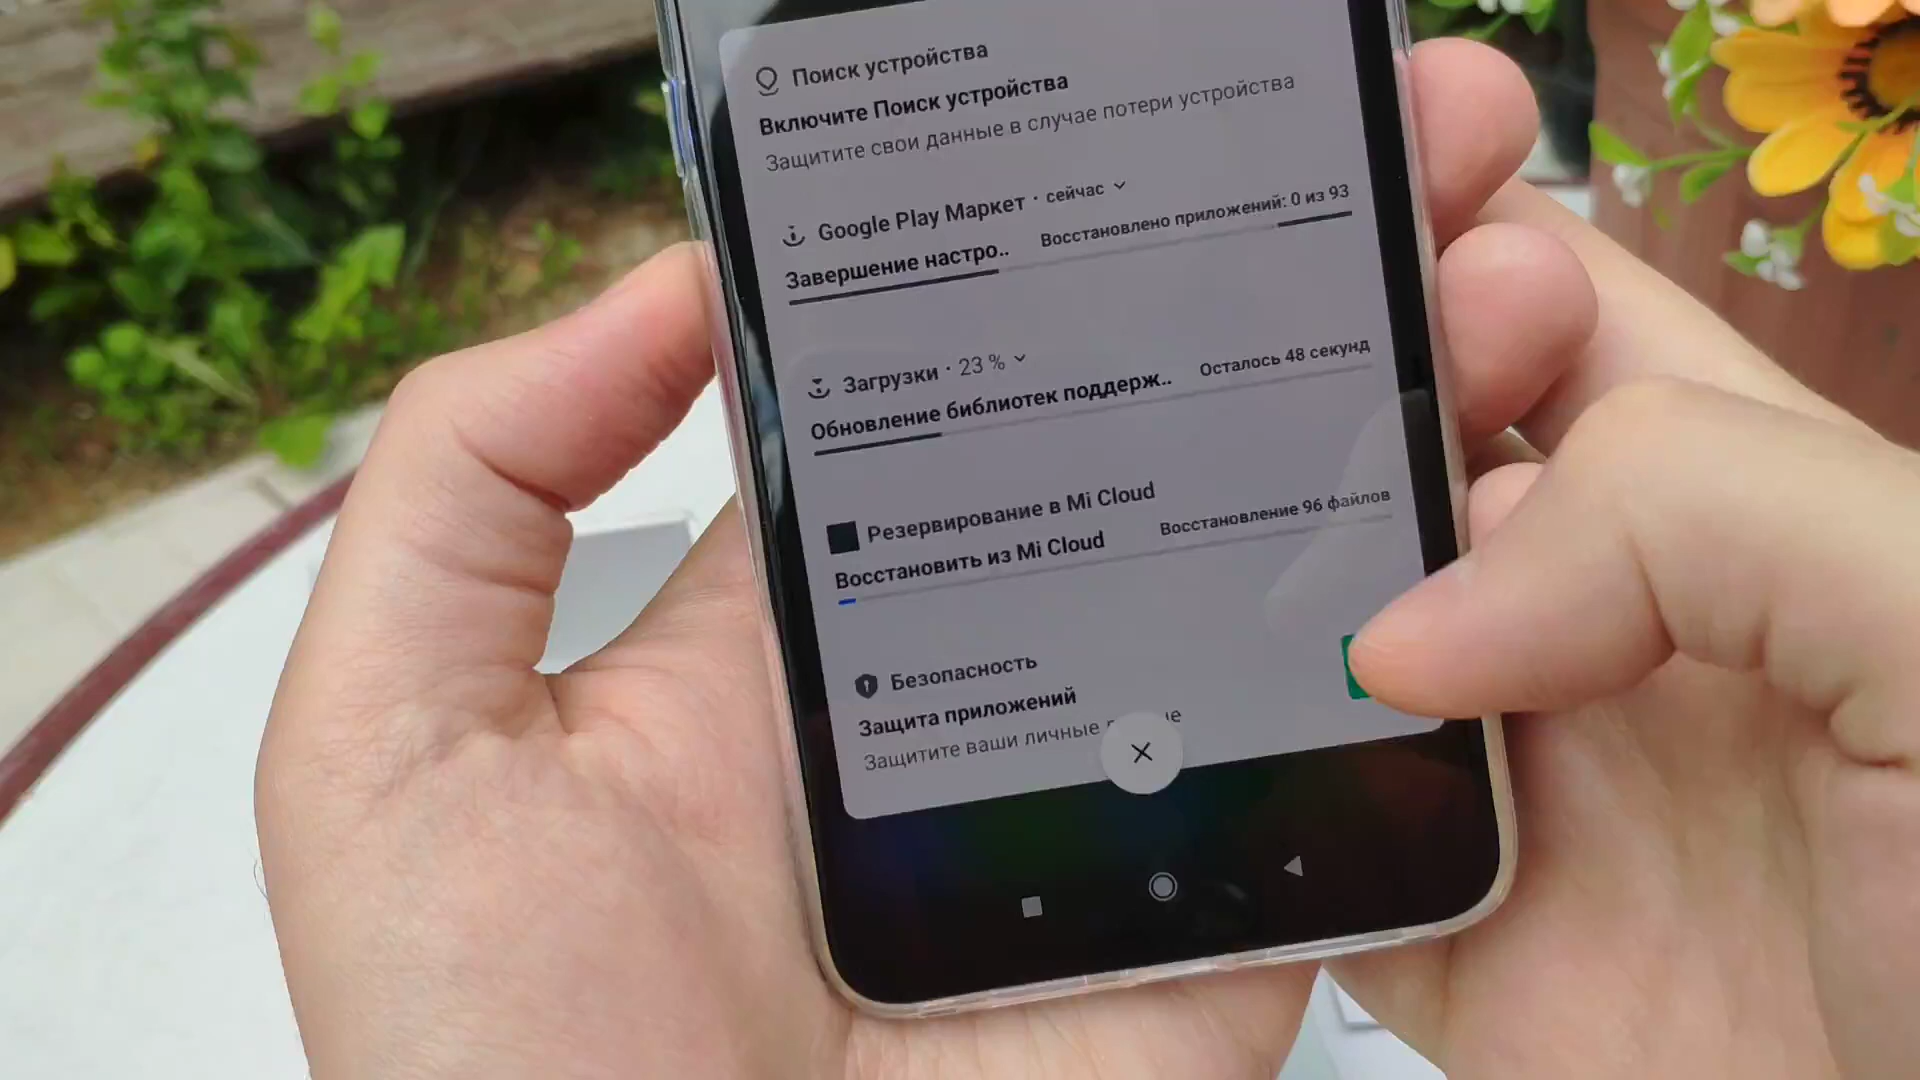 Поиск устройства
Включите Поиск устройства
Защитите свои данные в случае потери устройства
Google Play Маркет · сейчас
Завершение настро.. Восстановлено приложений: 0 из 93
Загрузки · 23 %
Обновление библиотек поддерж.. Осталось 48 секунд
Резервирование в Mi Cloud
Восстановить из Mi Cloud Восстановление 96 файлов
Безопасность
Защита приложений
Защитите ваши личные